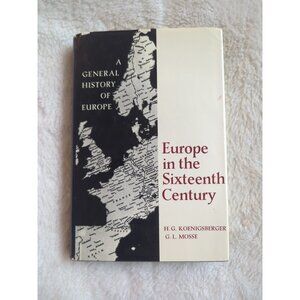 A
GENERAL
HISTORY
OF
EUROPE
Europe
in the
Sixteenth
Century
H. G. KOENIGSBERGER
G. L. MOSSE